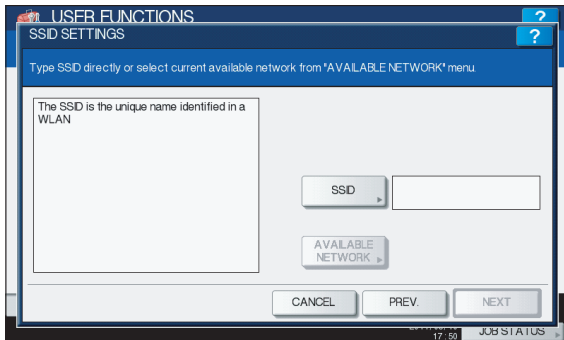 USER FUNCTIONS
?
SSID SETTINGS
?
Type SSID directly or select current available network from "AVAILABLE NETWORK" menu.
The SSID is the unique name identified in a
WLAN
SSID
AVAILABLE
NETWORK
CANCEL
PREV.
NEXT
17:50
JOB STATUS